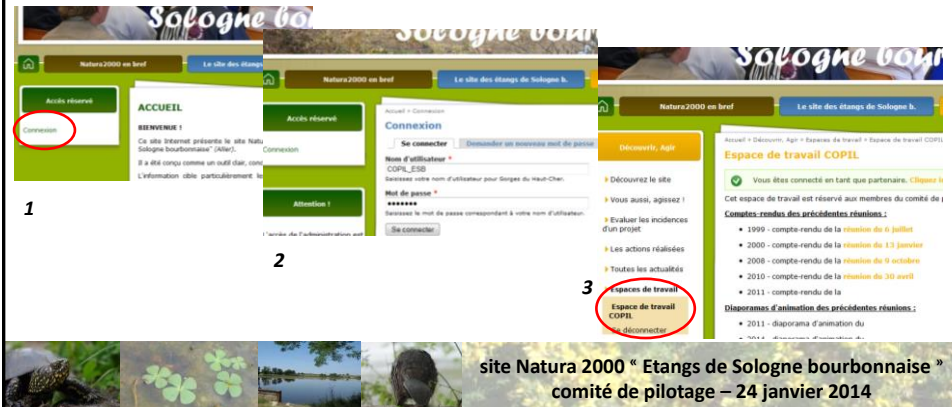 Sologne bou
Natura2000 en bref
Le site des étangs
Accès réservé
Connexion
ACCUEIL
BIENVENUE !
Ce site Internet présente le site Natu
Sologne bourbonnaise" (Aller).
Il a été conçu comme un outil clair, conc
L'information cible particulièrement le
1
Sologne bour
Natura2000 en bref
Le site des étangs de Sologne b.
Accès réservé
Connexion
Attention !
L'accès de l'administration est
Accueil » Connexion
Connexion
Se connecter
Demander un nouveau mot de passe
Nom d'utilisateur *
COPIL_ESB
Saisissez votre nom d'utilisateur pour Gorges du Haut-Cher.
Mot de passe *
•••••••
Saisissez le mot de passe correspondant à votre nom d'utilisateur.
Se connecter
2
Sologne bour
Natura2000 en bref
Le site des étangs de Sologne b.
Découvrir, Agir
Découvrez le site
Vous aussi, agissez !
Evaluer les incidences
d'un projet
Les actions réalisées
Toutes les actualités
Espaces de travail
Espace de travail
COPIL
Se déconnecter
3
Accueil » Découvrir, Agir » Espaces de travail » Espace de travail COPIL
Espace de travail COPIL
Vous êtes connecté en tant que partenaire. Cliquez i
Cet espace de travail est réservé aux membres du comité de p
Comptes-rendus des précédentes réunions :
• 1999 - compte-rendu de la réunion du 6 juillet
• 2000 - compte-rendu de la réunion du 13 janvier
• 2008 - compte-rendu de la réunion du 9 octobre
• 2010 - compte-rendu de la réunion du 30 avril
• 2011 - compte-rendu de la
Diaporamas d'animation des précédentes réunions :
• 2011 - diaporama d'animation du
• 2014 - diaporama d'animation du
site Natura 2000 " Etangs de Sologne bourbonnaise "
comité de pilotage – 24 janvier 2014